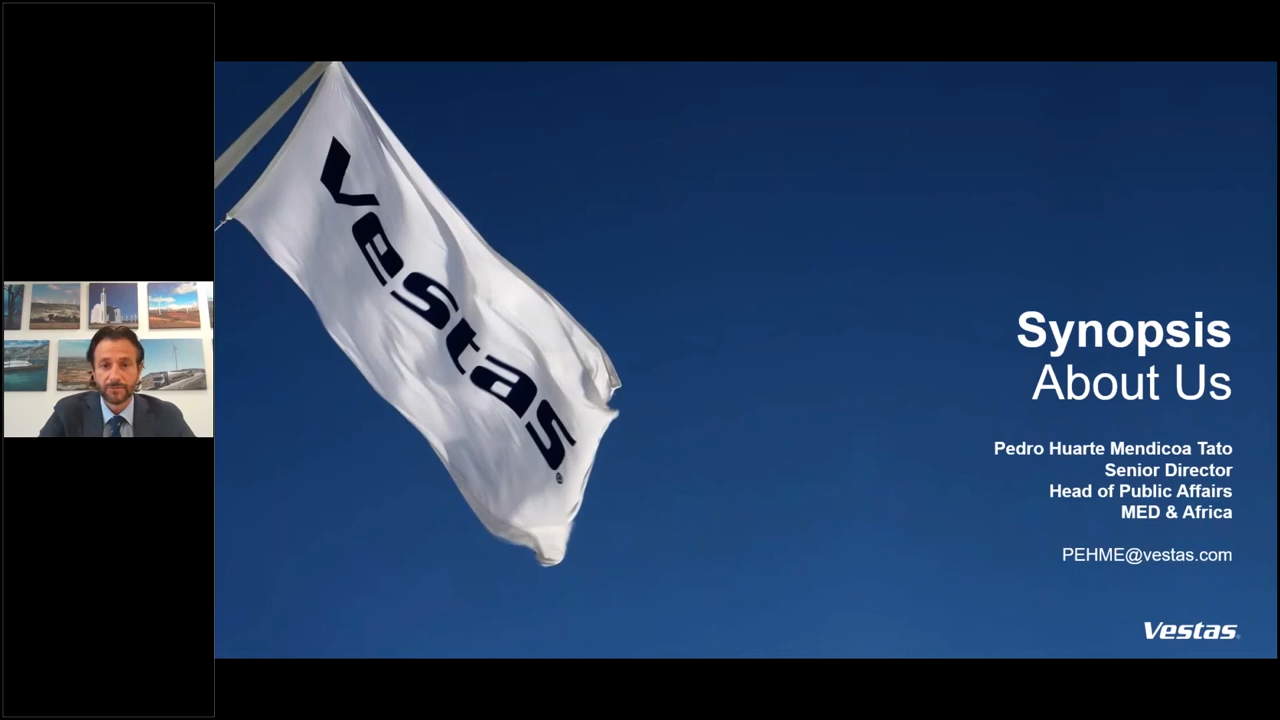 Vestas
Synopsis
About Us
Pedro Huarte Mendicoa Tato
Senior Director
Head of Public Affairs
MED & Africa
PEHME@vestas.com
Vestas